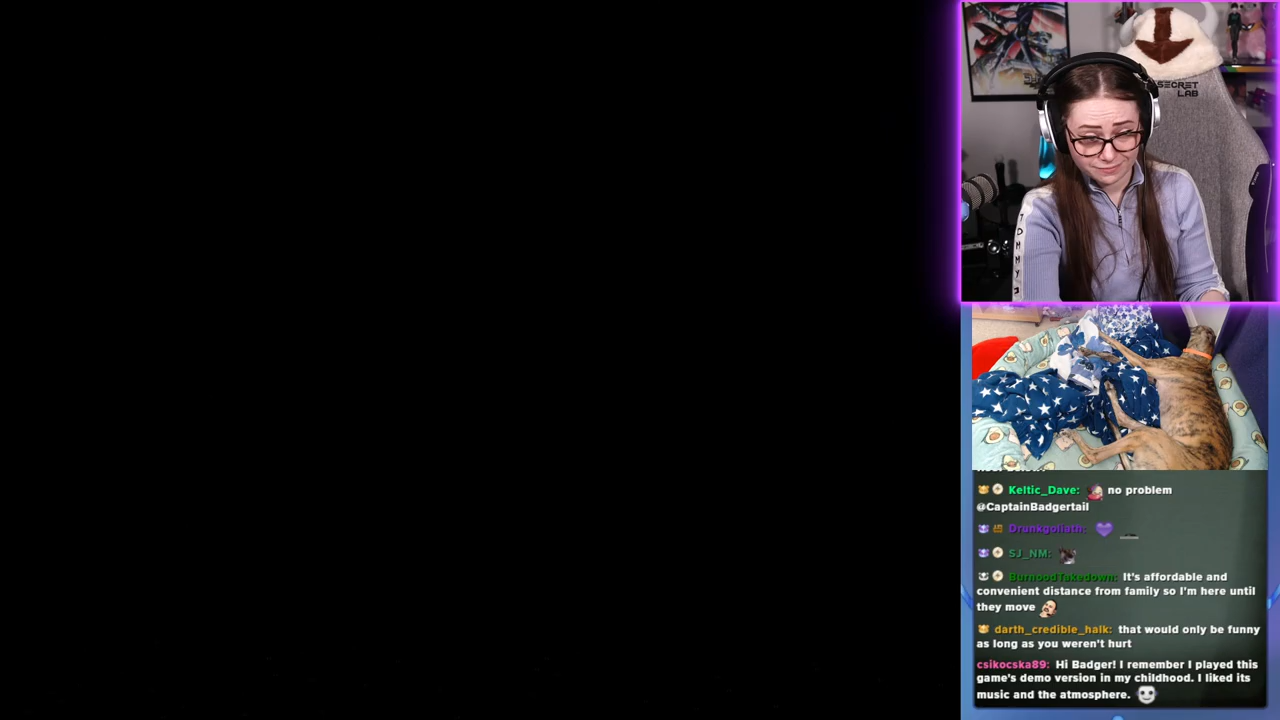 SECRET
LAB
TOMMY
Keltic_Dave: no problem
@CaptainBadgertail
Drunkgoliath:
SJ_NM:
BurnoodTakedown: It's affordable and
convenient distance from family so I'm here until
they move
darth_credible_halk: that would only be funny
as long as you weren't hurt
csikocska89: Hi Badger! I remember I played this
game's demo version in my childhood. I liked its
music and the atmosphere.